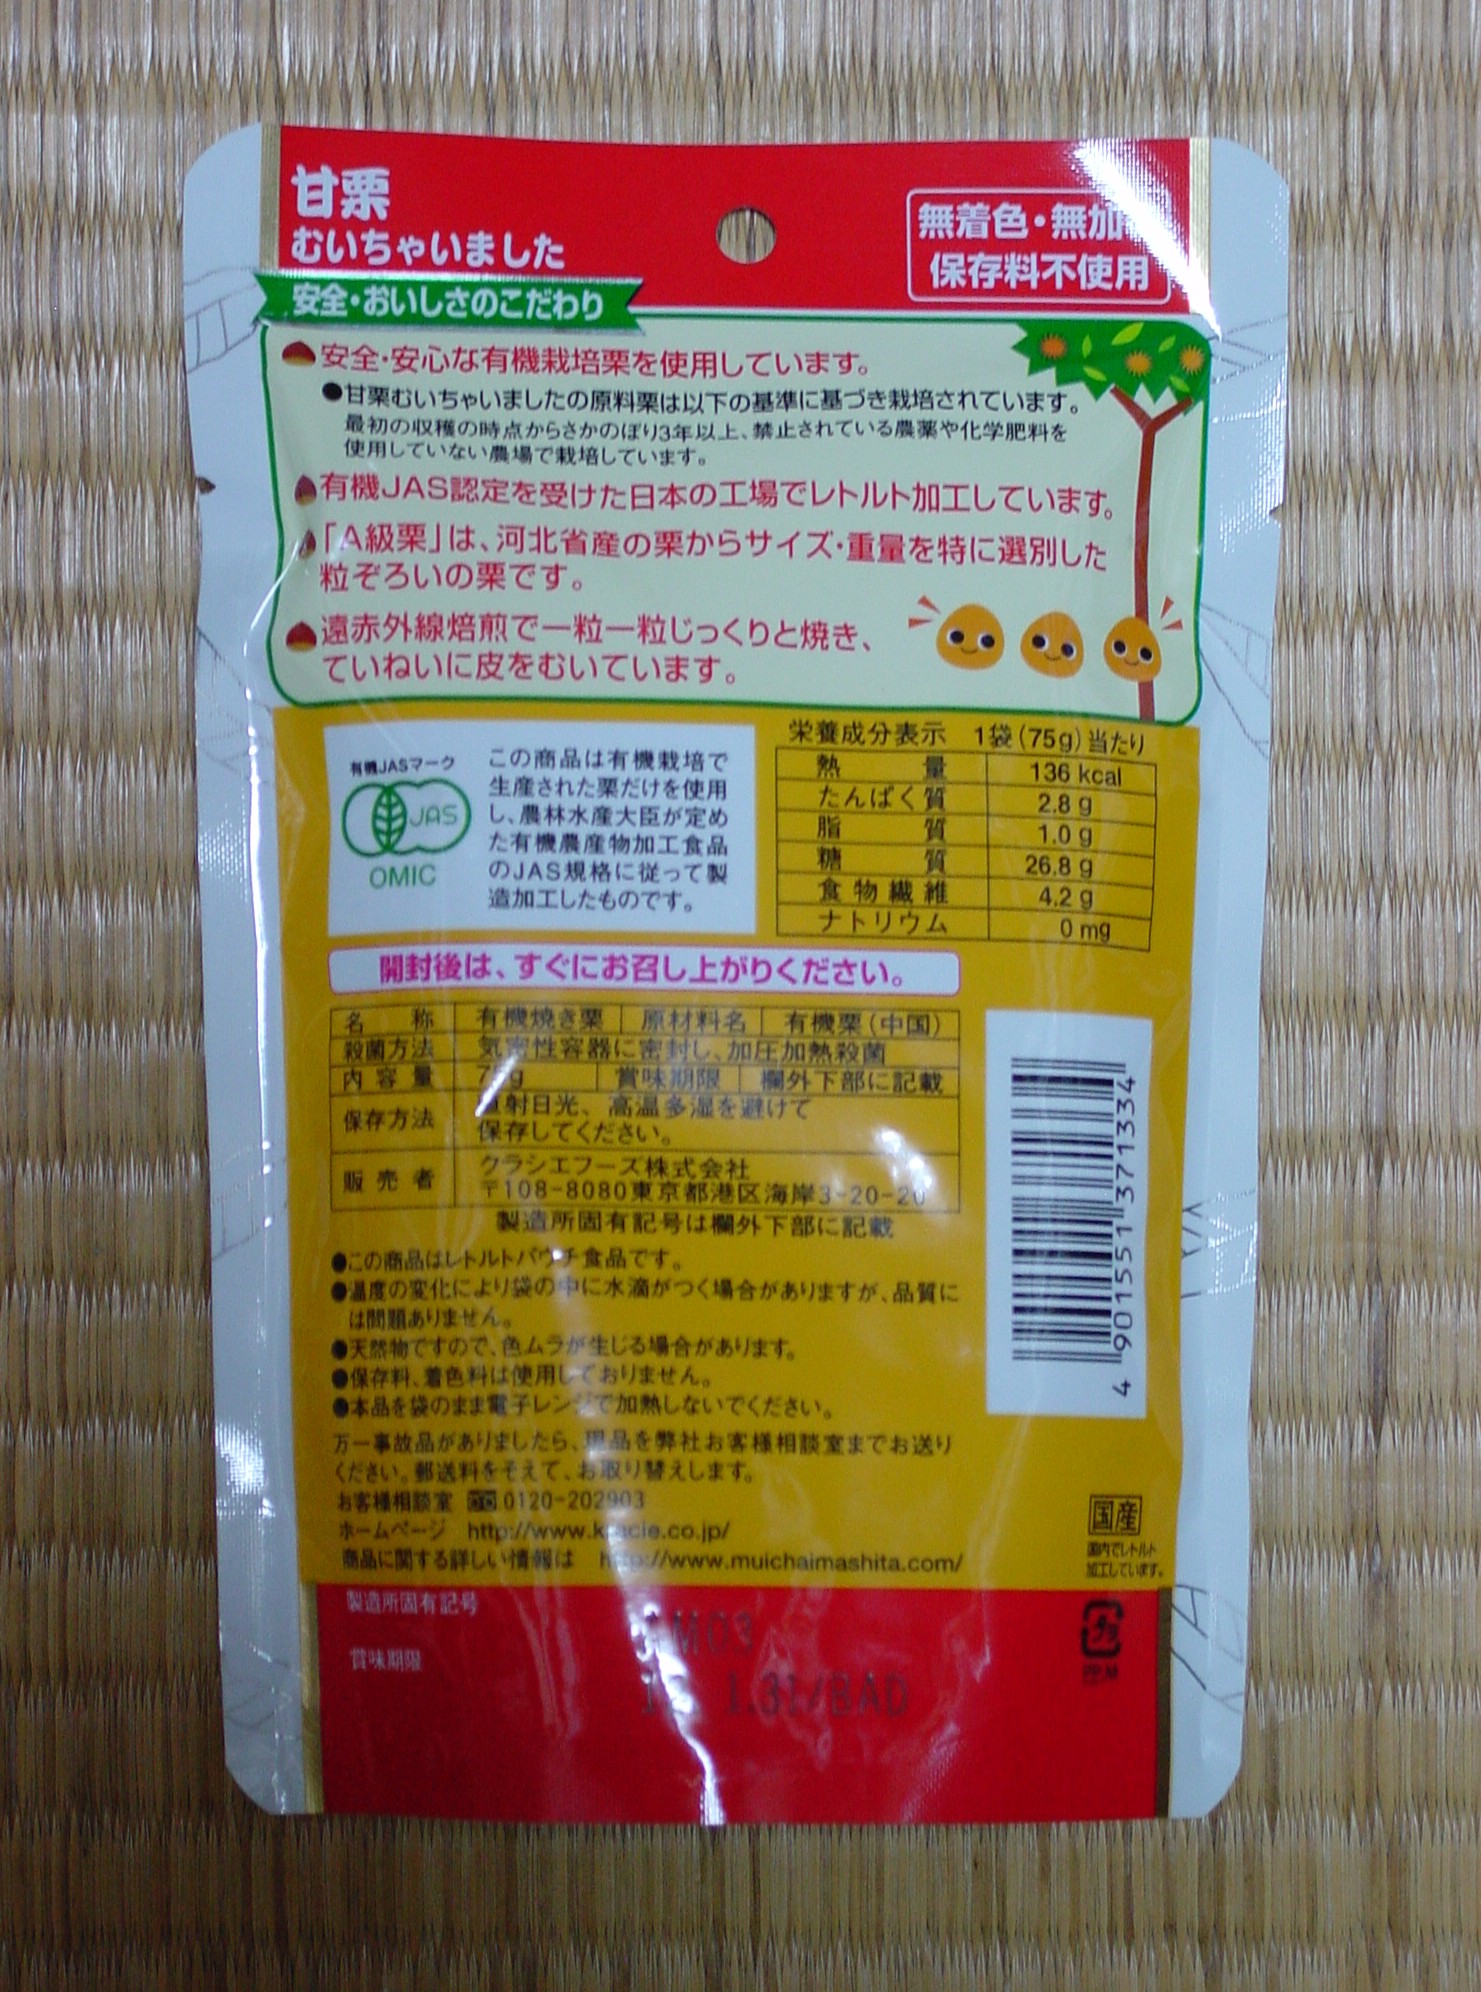 甘栗
むいちゃいました
無着色・無加
保存料不使用
安全・おいしさのこだわり
安全・安心な有機栽培栗を使用しています。
●甘栗むいちゃいましたの原料栗は以下の基準に基づき栽培されています。
最初の収穫の時点からさかのぼり3年以上、禁止されている農薬や化学肥料を
使用していない農場で栽培しています。
有機JAS認定を受けた日本の工場でレトルト加工しています。
「A級栗」は、河北省産の栗からサイズ・重量を特に選別した
粒ぞろいの栗です。
遠赤外線焙煎で一粒一粒じっくりと焼き、
ていねいに皮をむいています。
有機JASマーク
JAS
OMIC
この商品は有機栽培で
生産された栗だけを使用
し、農林水産大臣が定め
た有機農産物加工食品
のJAS規格に従って製
造加工したものです。
栄養成分表示 1袋(75g)当たり
熱量 136 kcal
たんぱく質 2.8 g
脂質 1.0 g
糖質 26.8 g
食物繊維 4.2 g
ナトリウム 0 mg
開封後は、すぐにお召し上がりください。
名称 有機焼き栗 原材料名 有機栗(中国)
殺菌方法 気密性容器に密封し、加圧加熱殺菌
内容量 75g 賞味期限 欄外下部に記載
保存方法 直射日光、高温多湿を避けて
保存してください。
販売者 クラシエフーズ株式会社
〒108-8080東京都港区海岸3-20-20
製造所固有記号は欄外下部に記載
●この商品はレトルトパウチ食品です。
●温度の変化により袋の中に水滴がつく場合がありますが、品質に
は問題ありません。
●天然物ですので、色ムラが生じる場合があります。
●保存料、着色料は使用しておりません。
●本品を袋のまま電子レンジで加熱しないでください。
万一事故品がありましたら、現品を弊社お客様相談室までお送り
ください。郵送料をそえて、お取り替えします。
お客様相談室 0120-202903
ホームページ http://www.kracie.co.jp/
商品に関する詳しい情報は http://www.muichaimashita.com/
4 901551 371334
国産
国内でレトルト
加工しています。
製造所固有記号
M03
賞味期限
1.31/BAD
プラ
PP,M